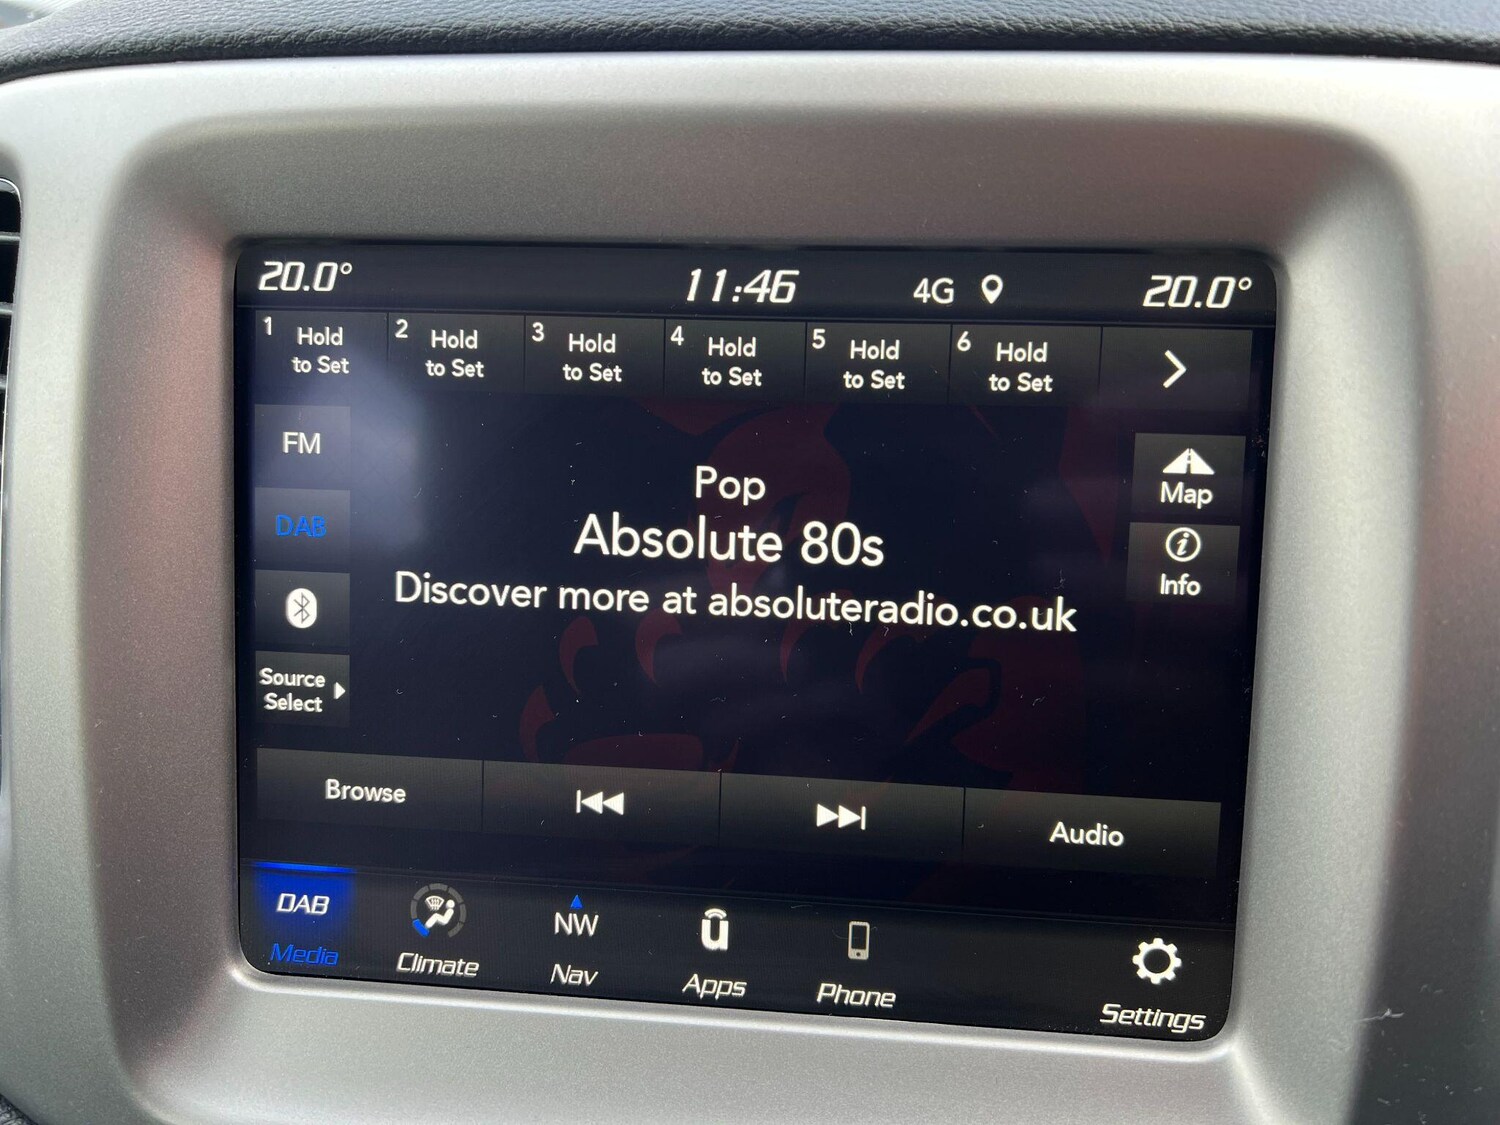 20.0°
11:46
4G
20.0°
1 Hold
to Set
2 Hold
to Set
3 Hold
to Set
4 Hold
to Set
5 Hold
to Set
6 Hold
to Set
FM
DAB
Source
Select
Pop
Absolute 80s
Discover more at absoluteradio.co.uk
Map
i
Info
Browse
Audio
DAB
Media
Climate
NW
Nav
u
Apps
Phone
Settings